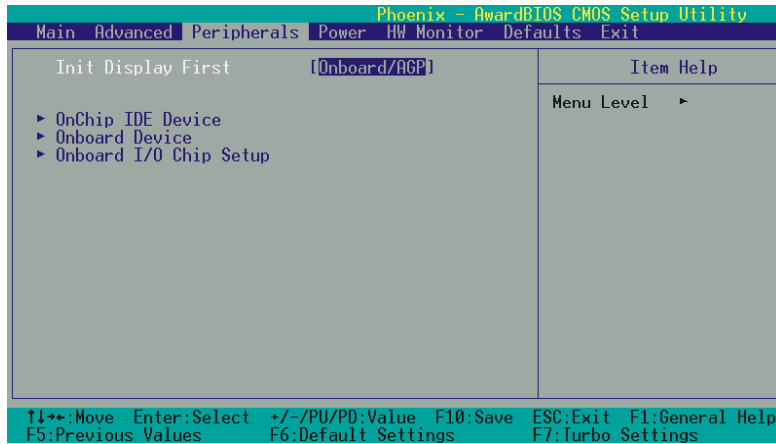 Phoenix - AwardBIOS CMOS Setup Utility
Main Advanced Peripherals Power HW Monitor Defaults Exit
Init Display First [Onboard/AGP]
Item Help
Menu Level ►
► OnChip IDE Device
► Onboard Device
► Onboard I/O Chip Setup
↑↓→←:Move Enter:Select +/-/PU/PD:Value F10:Save ESC:Exit F1:General Help
F5:Previous Values F6:Default Settings F7:Turbo Settings